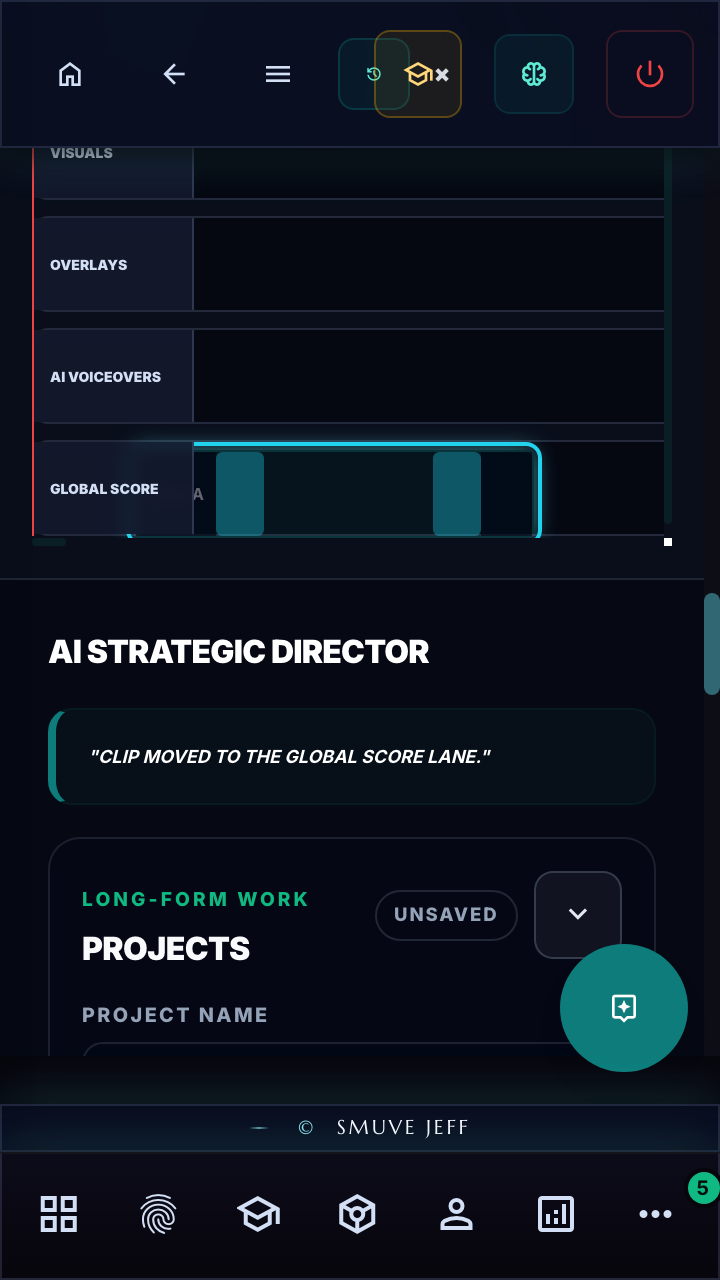 VISUALS
OVERLAYS
AI VOICEOVERS
GLOBAL SCORE
A
AI STRATEGIC DIRECTOR
"CLIP MOVED TO THE GLOBAL SCORE LANE."
LONG-FORM WORK
UNSAVED
PROJECTS
PROJECT NAME
© SMUVE JEFF
5